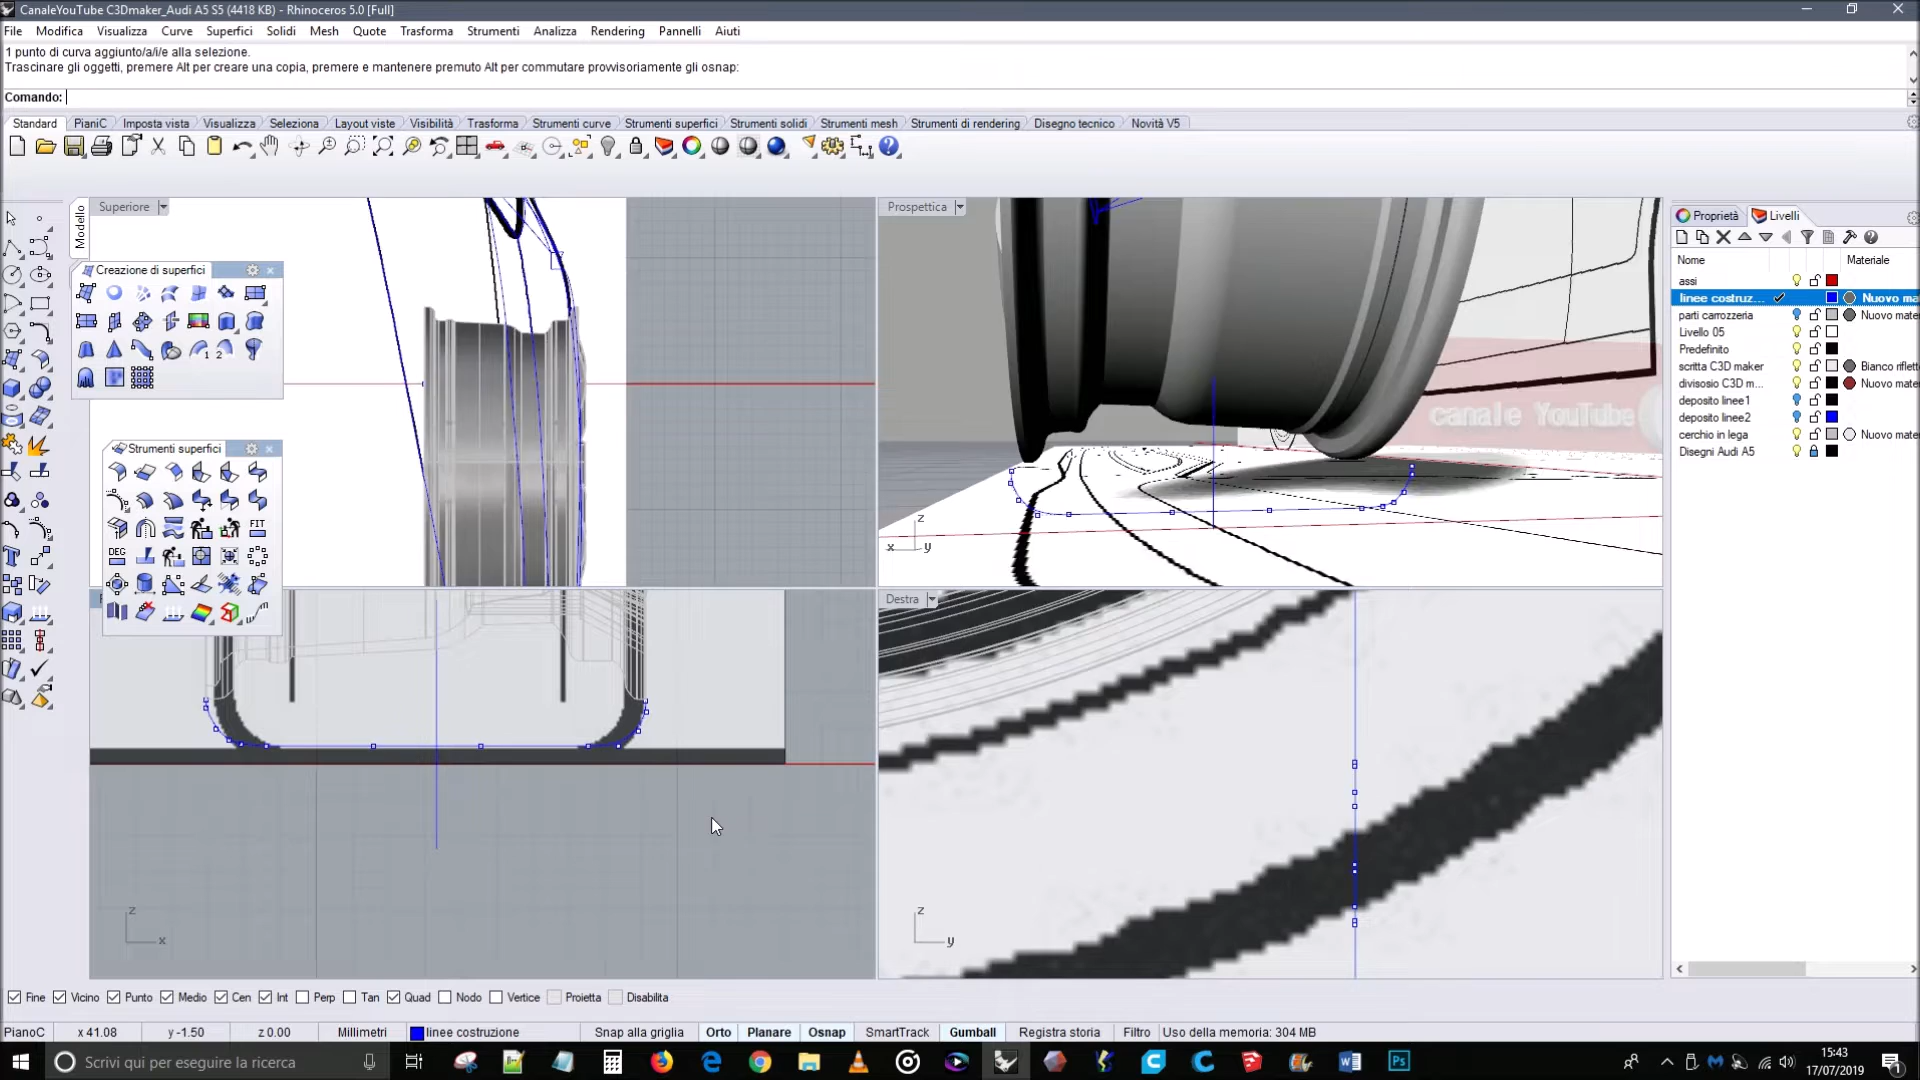 CanaleYouTube C3Dmaker_Audi A5 S5 (4418 KB) - Rhinoceros 5.0 [Full]
File Modifica Visualizza Curve Superfici Solidi Mesh Quote Trasforma Strumenti Analizza Rendering Pannelli Aiuti
1 punto di curva aggiunto/a/i/e alla selezione.
Trascinare gli oggetti, premere Alt per creare una copia, premere e mantenere premuto Alt per commutare provvisoriamente gli osnap:
Comando:
Standard PianiC Imposta vista Visualizza Seleziona Layout viste Visibilità Trasforma Strumenti curve Strumenti superfici Strumenti solidi Strumenti mesh Strumenti di rendering Disegno tecnico Novità V5
Modello
Superiore
Prospettica
Proprietà Livelli
Creazione di superfici
Nome Materiale
assi
linee costruz... Nuovo ma
parti carrozzeria Nuovo mate
Livello 05
Predefinito
scritta C3D maker Bianco riflett
divisosio C3D m... Nuovo mate
deposito linee1
deposito linee2
cerchio in lega Nuovo mate
Disegni Audi A5
canale YouTube
1 2
Strumenti superfici
FIT
DEG
z
x y
Destra
z
x
z
y
Fine Vicino Punto Medio Cen Int Perp Tan Quad Nodo Vertice Proietta Disabilita
PianoC x 41.08 y -1.50 z 0.00 Millimetri linee costruzione Snap alla griglia Orto Planare Osnap SmartTrack Gumball Registra storia Filtro Uso della memoria: 304 MB
Scrivi qui per eseguire la ricerca
15:43
17/07/2019